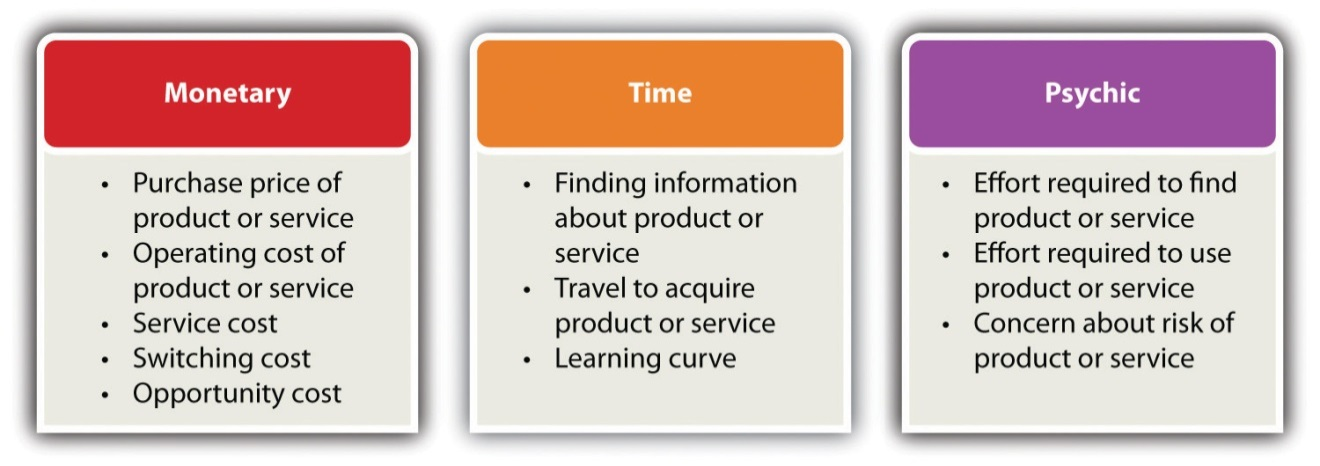 Monetary
• Purchase price of
product or service
• Operating cost of
product or service
• Service cost
• Switching cost
• Opportunity cost
Time
• Finding information
about product or
service
• Travel to acquire
product or service
• Learning curve
Psychic
• Effort required to find
product or service
• Effort required to use
product or service
• Concern about risk of
product or service